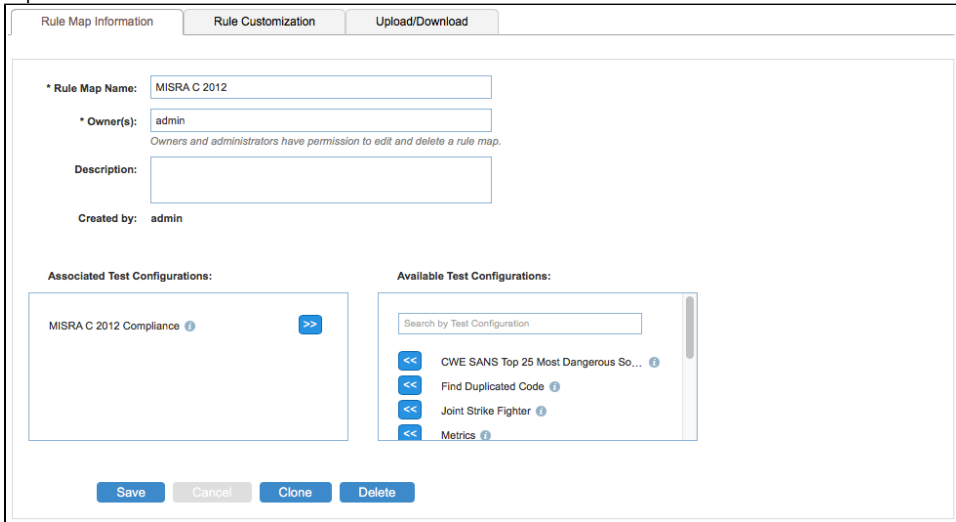 Rule Map Information Rule Customization Upload/Download
* Rule Map Name: MISRA C 2012
* Owner(s): admin
Owners and administrators have permission to edit and delete a rule map.
Description:
Created by: admin
Associated Test Configurations:
MISRA C 2012 Compliance i >>
Available Test Configurations:
Search by Test Configuration
<< CWE SANS Top 25 Most Dangerous So... i
<< Find Duplicated Code i
<< Joint Strike Fighter i
<< Metrics i
Save Cancel Clone Delete